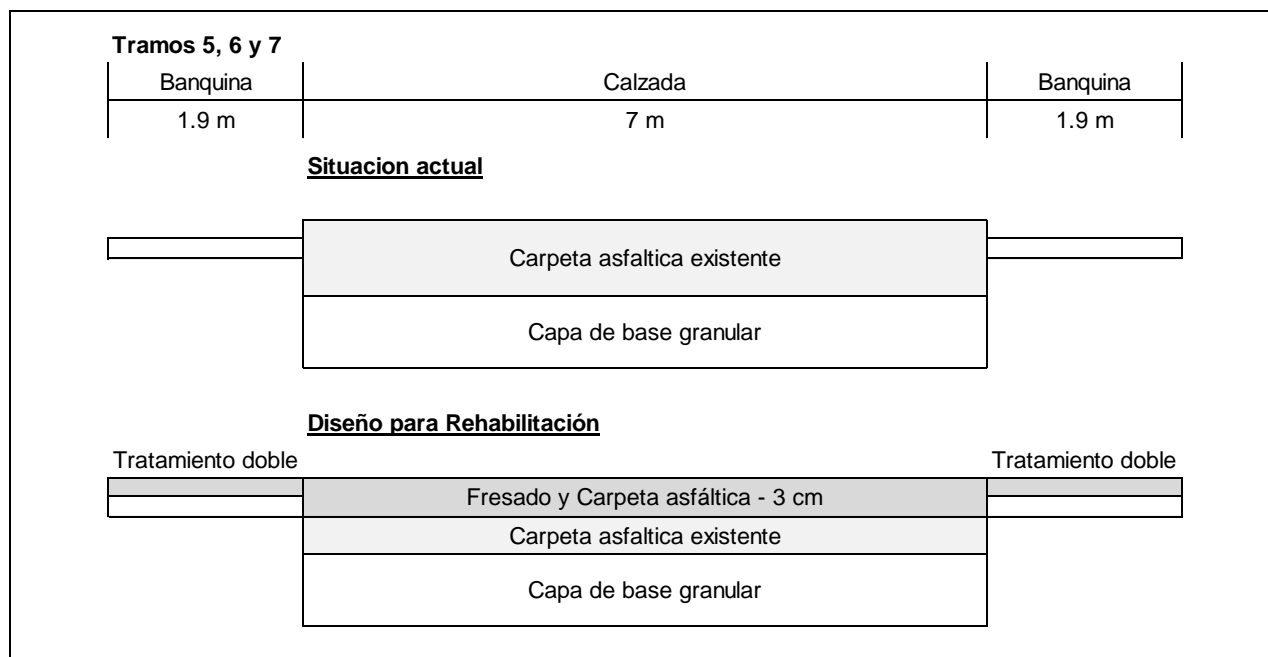 Tramos 5, 6 y 7
Banquina Calzada Banquina
1.9 m 7 m 1.9 m
Situacion actual
Carpeta asfaltica existente
Capa de base granular
Diseño para Rehabilitación
Tratamiento doble Tratamiento doble
Fresado y Carpeta asfáltica - 3 cm
Carpeta asfaltica existente
Capa de base granular